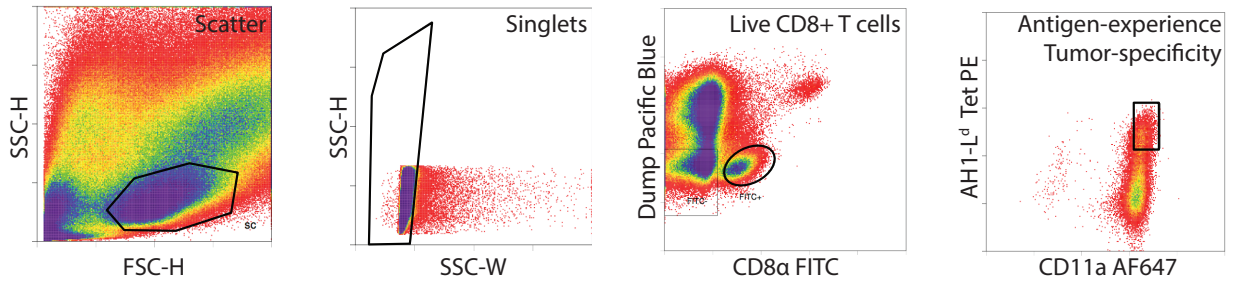 Scatter
SSC-H
sc
FSC-H
Singlets
SSC-H
SSC-W
Live CD8+ T cells
Dump Pacific Blue
FITC-
FITC+
CD8α FITC
Antigen-experience
Tumor-specificity
AH1-Lᵈ Tet PE
CD11a AF647